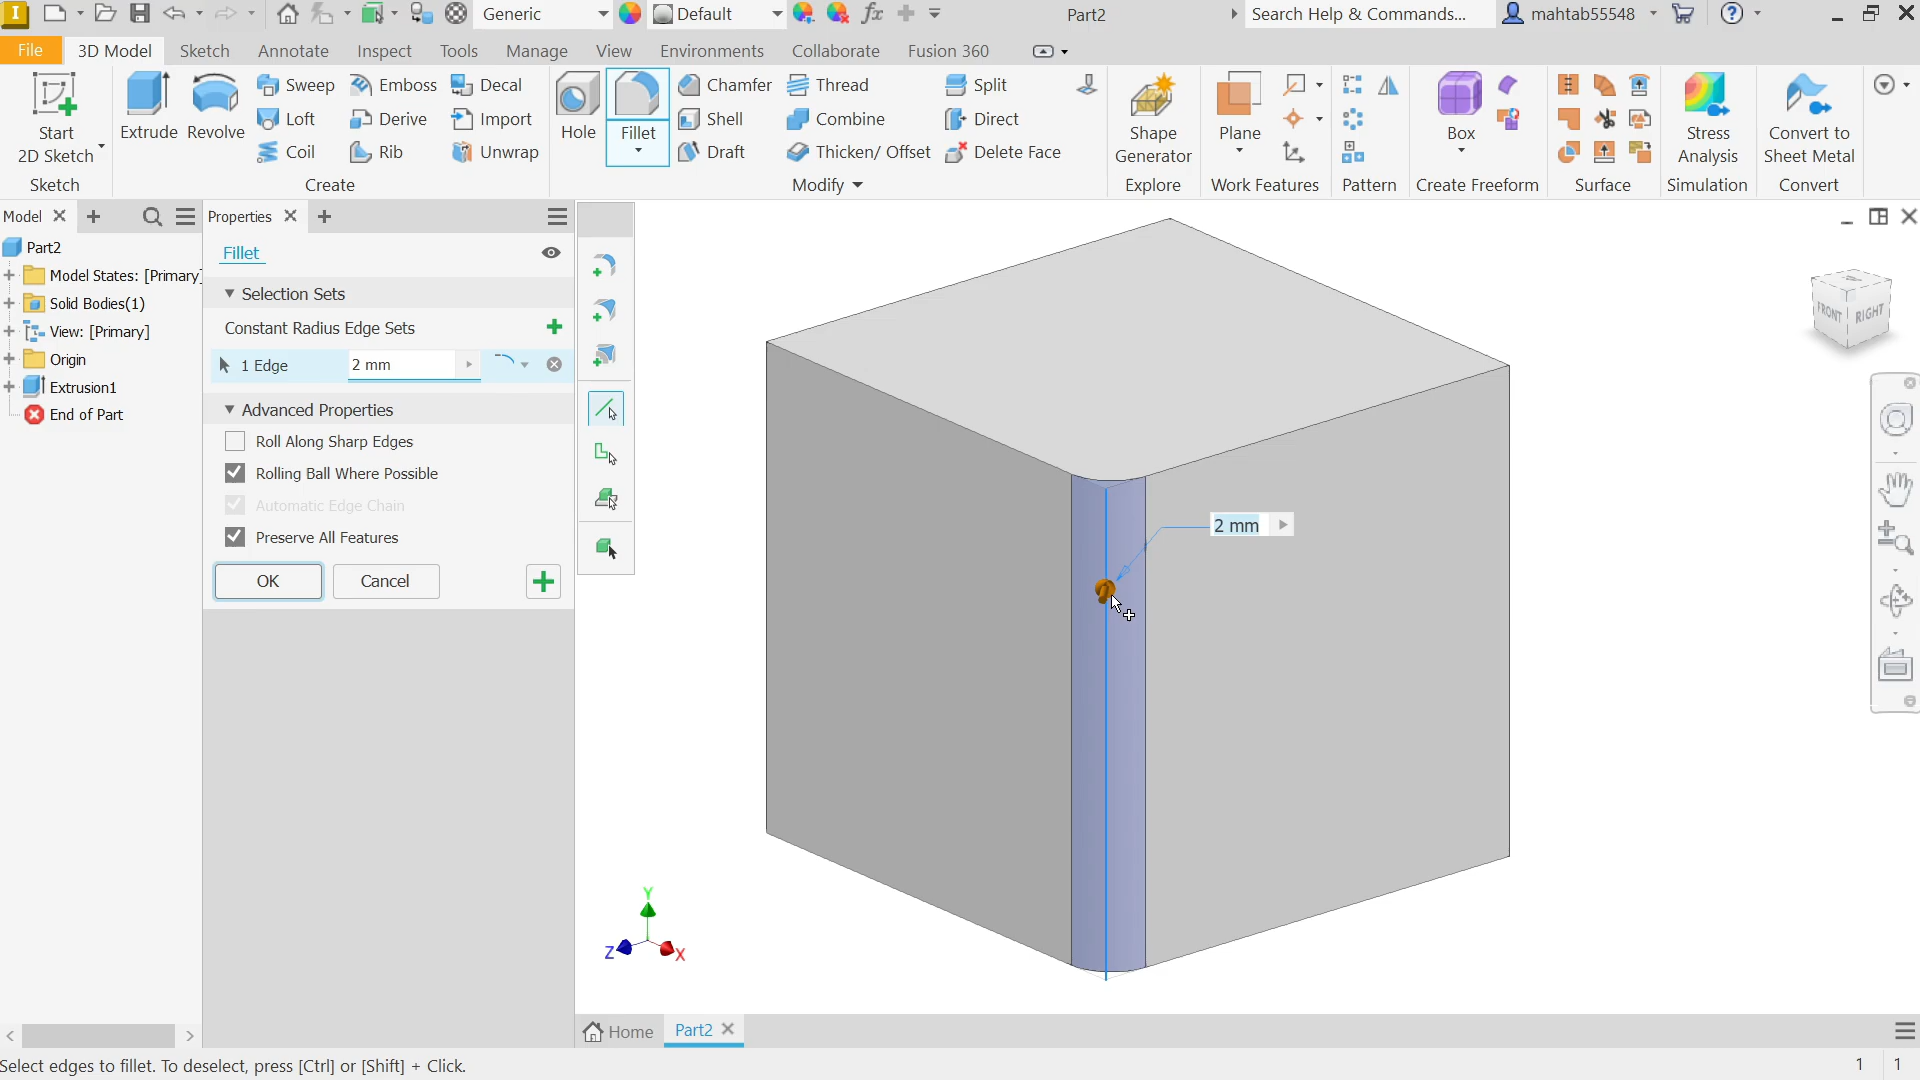 Generic
Default
Part2
Search Help & Commands...
mahtab55548
File
3D Model
Sketch
Annotate
Inspect
Tools
Manage
View
Environments
Collaborate
Fusion 360
Start
2D Sketch
Sketch
Extrude
Revolve
Sweep
Loft
Coil
Emboss
Derive
Rib
Decal
Import
Unwrap
Create
Hole
Fillet
Chamfer
Shell
Draft
Thread
Combine
Thicken/ Offset
Split
Direct
Delete Face
Modify
Shape
Generator
Explore
Plane
Work Features
Pattern
Box
Create Freeform
Surface
Stress
Analysis
Simulation
Convert to
Sheet Metal
Convert
Model
Part2
Model States: [Primary]
Solid Bodies(1)
View: [Primary]
Origin
Extrusion1
End of Part
Properties
Fillet
Selection Sets
Constant Radius Edge Sets
1 Edge
2 mm
Advanced Properties
Roll Along Sharp Edges
Rolling Ball Where Possible
Automatic Edge Chain
Preserve All Features
OK
Cancel
2 mm
FRONT
RIGHT
Y
Z
X
Home
Part2
Select edges to fillet. To deselect, press [Ctrl] or [Shift] + Click.
1
1